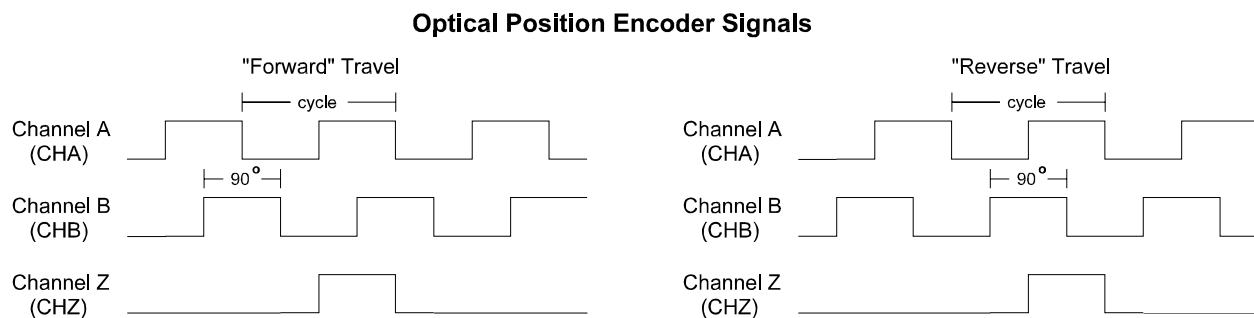 Optical Position Encoder Signals
"Forward" Travel
cycle
Channel A
(CHA)
90°
Channel B
(CHB)
Channel Z
(CHZ)
"Reverse" Travel
cycle
Channel A
(CHA)
90°
Channel B
(CHB)
Channel Z
(CHZ)